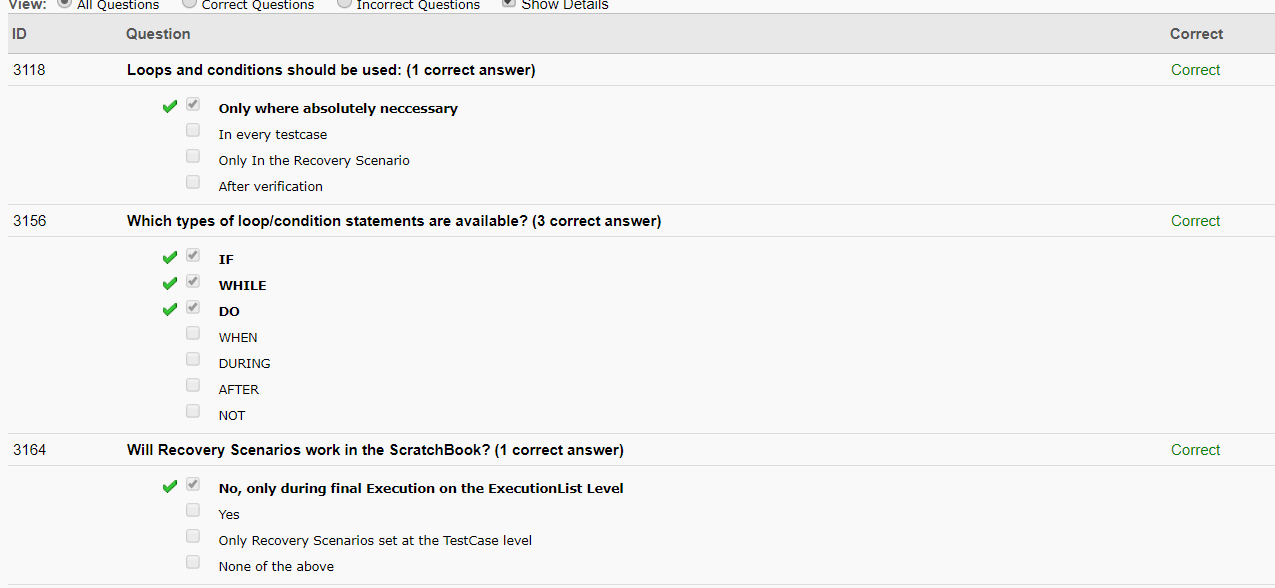 View: All Questions Correct Questions Incorrect Questions Show Details
ID Question Correct
3118 Loops and conditions should be used: (1 correct answer) Correct
Only where absolutely neccessary
In every testcase
Only In the Recovery Scenario
After verification
3156 Which types of loop/condition statements are available? (3 correct answer) Correct
IF
WHILE
DO
WHEN
DURING
AFTER
NOT
3164 Will Recovery Scenarios work in the ScratchBook? (1 correct answer) Correct
No, only during final Execution on the ExecutionList Level
Yes
Only Recovery Scenarios set at the TestCase level
None of the above